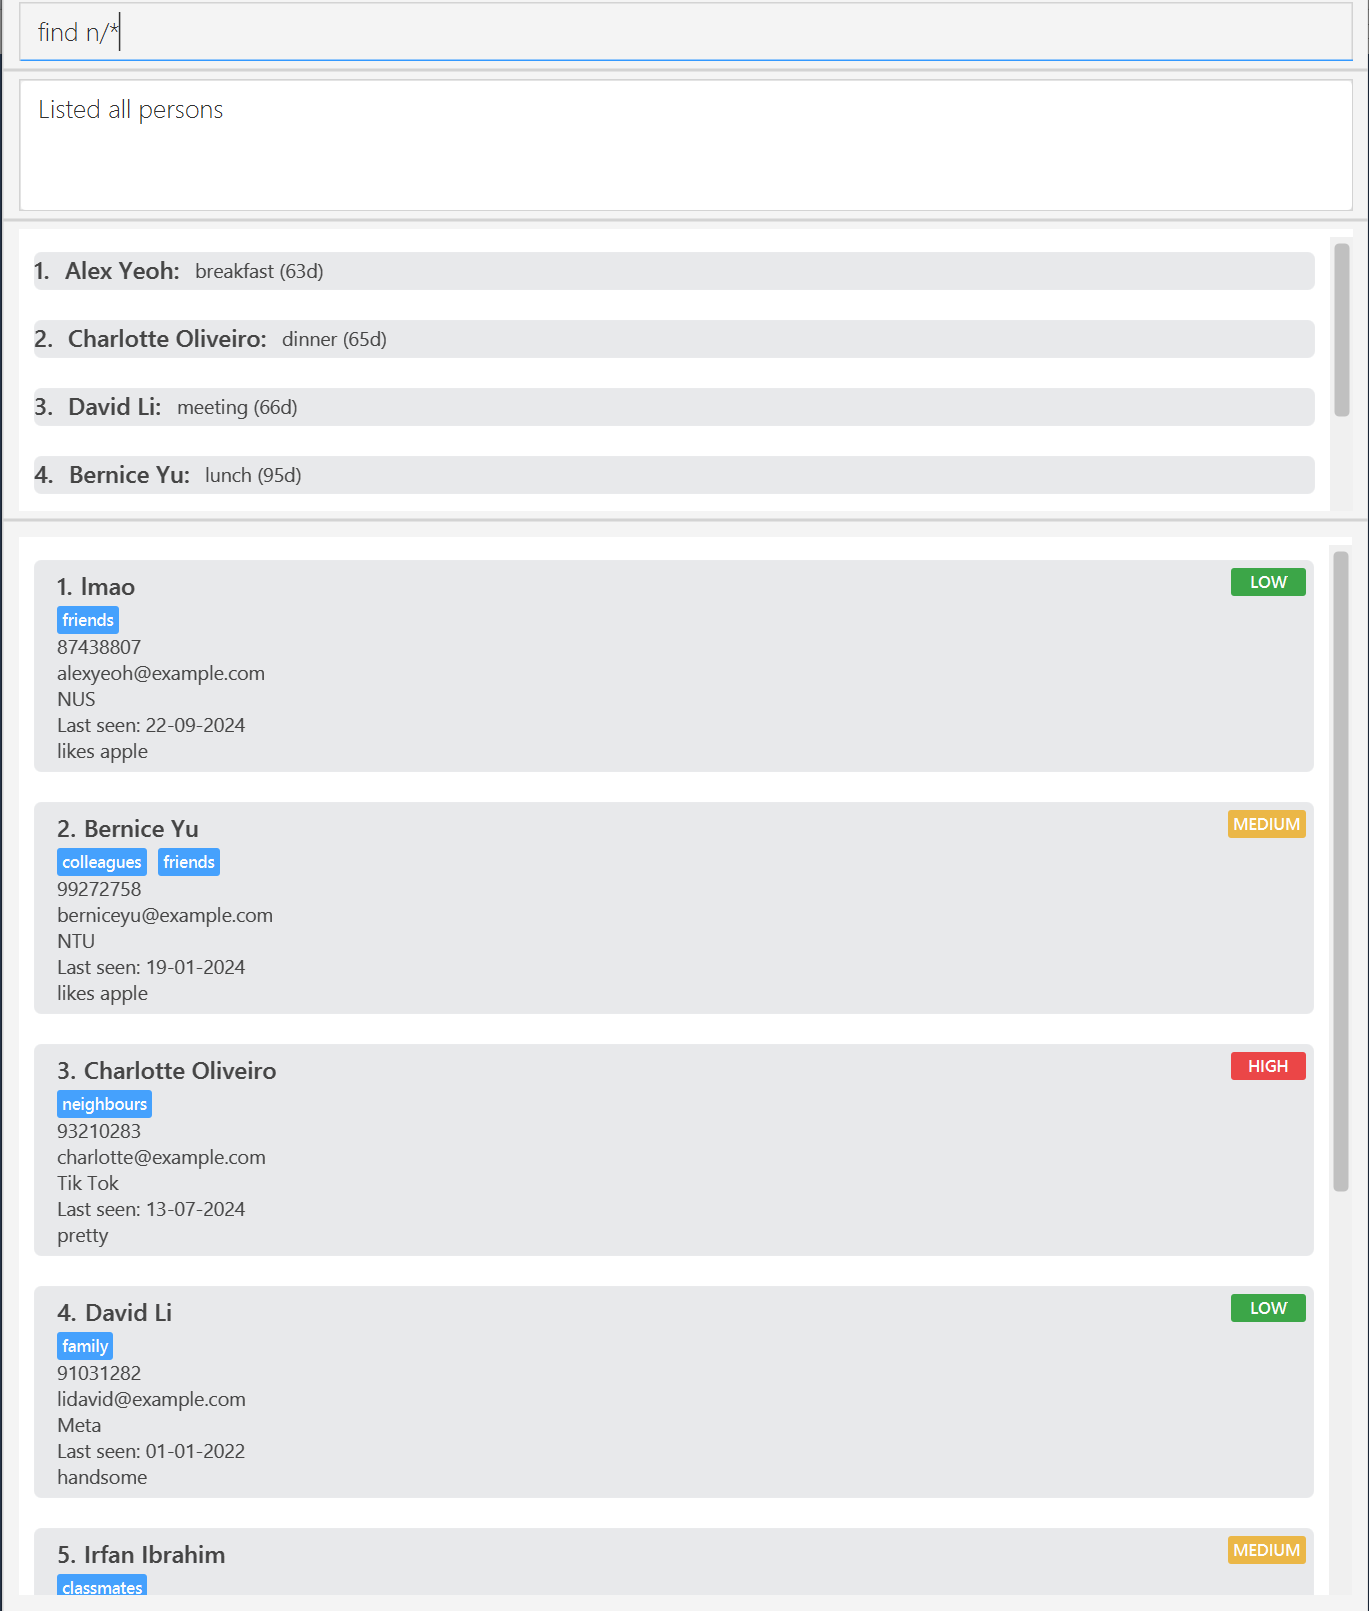 find n/*
Listed all persons
1. Alex Yeoh: breakfast (63d)
2. Charlotte Oliveiro: dinner (65d)
3. David Li: meeting (66d)
4. Bernice Yu: lunch (95d)
1. lmao LOW
friends
87438807
alexyeoh@example.com
NUS
Last seen: 22-09-2024
likes apple
2. Bernice Yu MEDIUM
colleagues friends
99272758
berniceyu@example.com
NTU
Last seen: 19-01-2024
likes apple
3. Charlotte Oliveiro HIGH
neighbours
93210283
charlotte@example.com
Tik Tok
Last seen: 13-07-2024
pretty
4. David Li LOW
family
91031282
lidavid@example.com
Meta
Last seen: 01-01-2022
handsome
5. Irfan Ibrahim MEDIUM
classmates